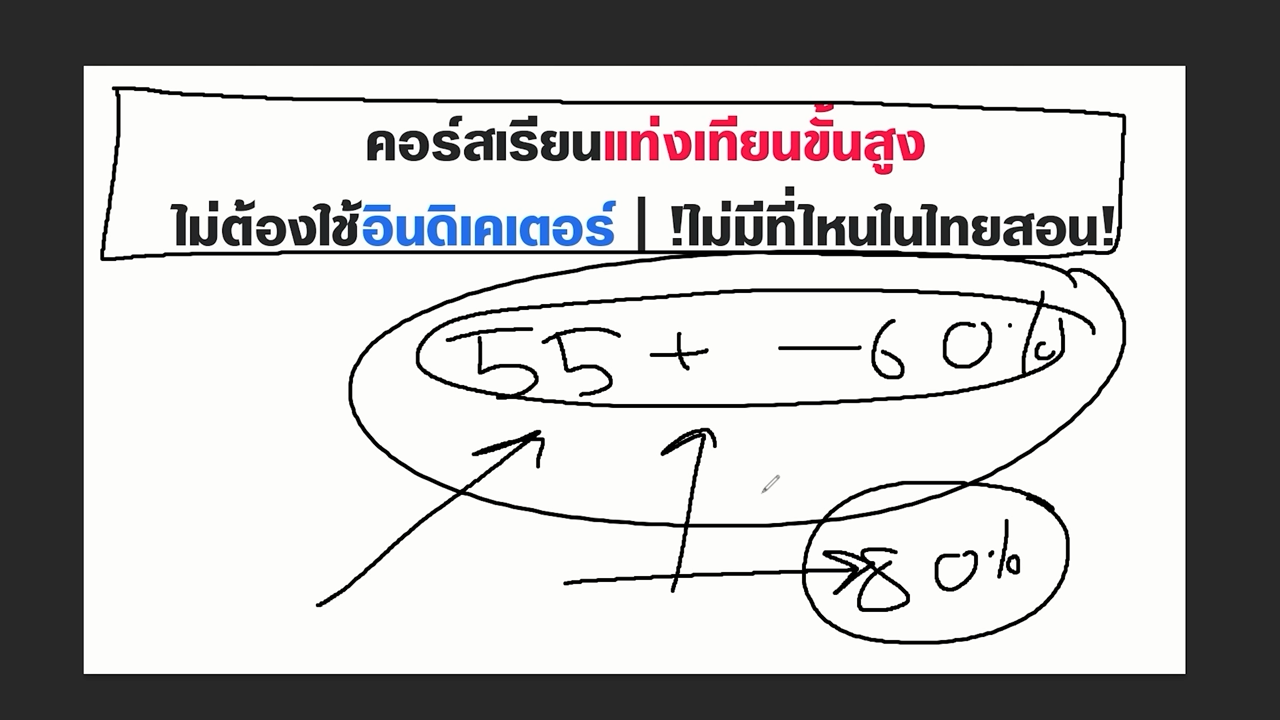 คอร์สเรียนแท่งเทียนขั้นสูง
ไม่ต้องใช้อินดิเคเตอร์ | !ไม่มีที่ไหนในไทยสอน!
55 + — 60%
80%